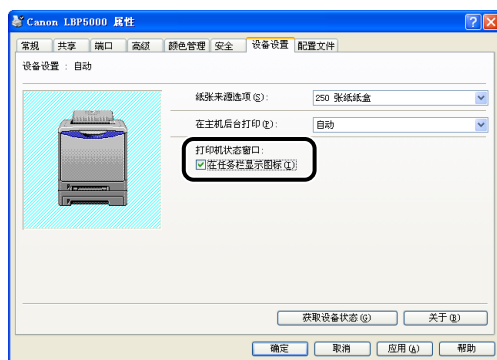 Canon LBP5000 属性
常规 共享 端口 高级 颜色管理 安全 设备设置 配置文件
设备设置 : 自动
纸张来源选项(S): 250 张纸纸盒
在主机后台打印(P): 自动
打印机状态窗口:
在任务栏显示图标(I)
获取设备状态(G) 关于(B)
确定 取消 应用(A) 帮助